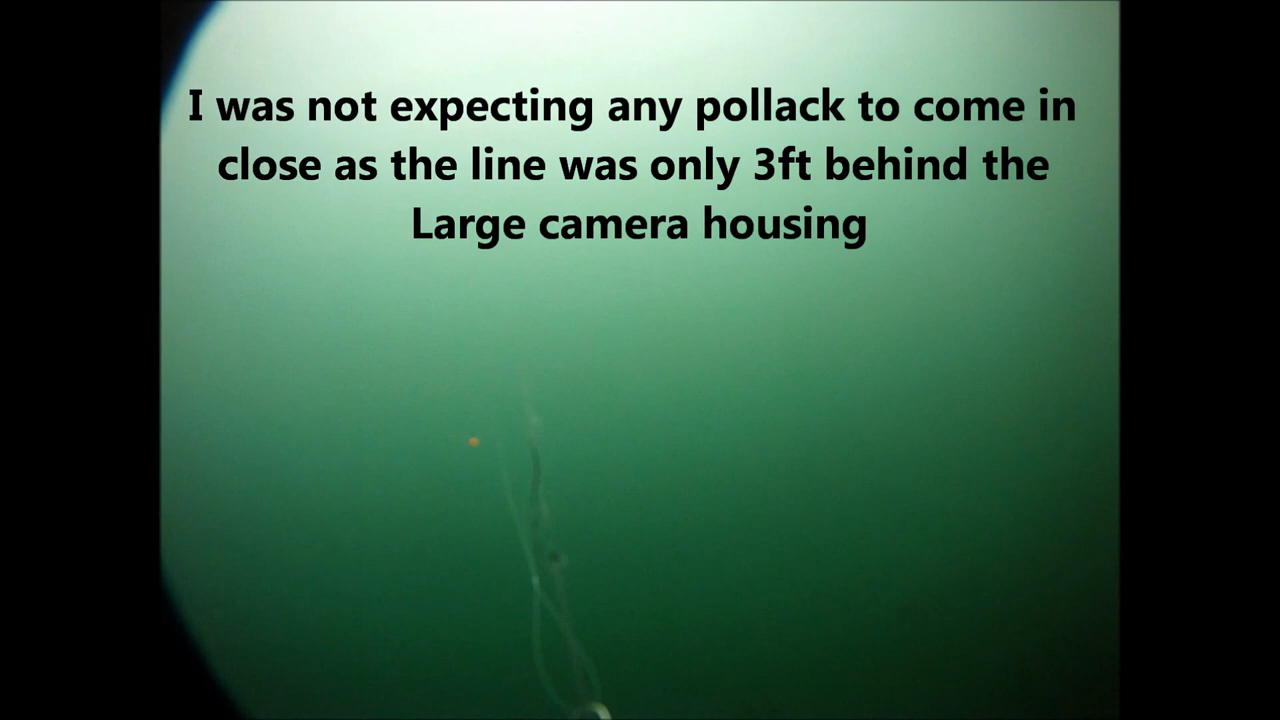 I was not expecting any pollack to come in
close as the line was only 3ft behind the
Large camera housing